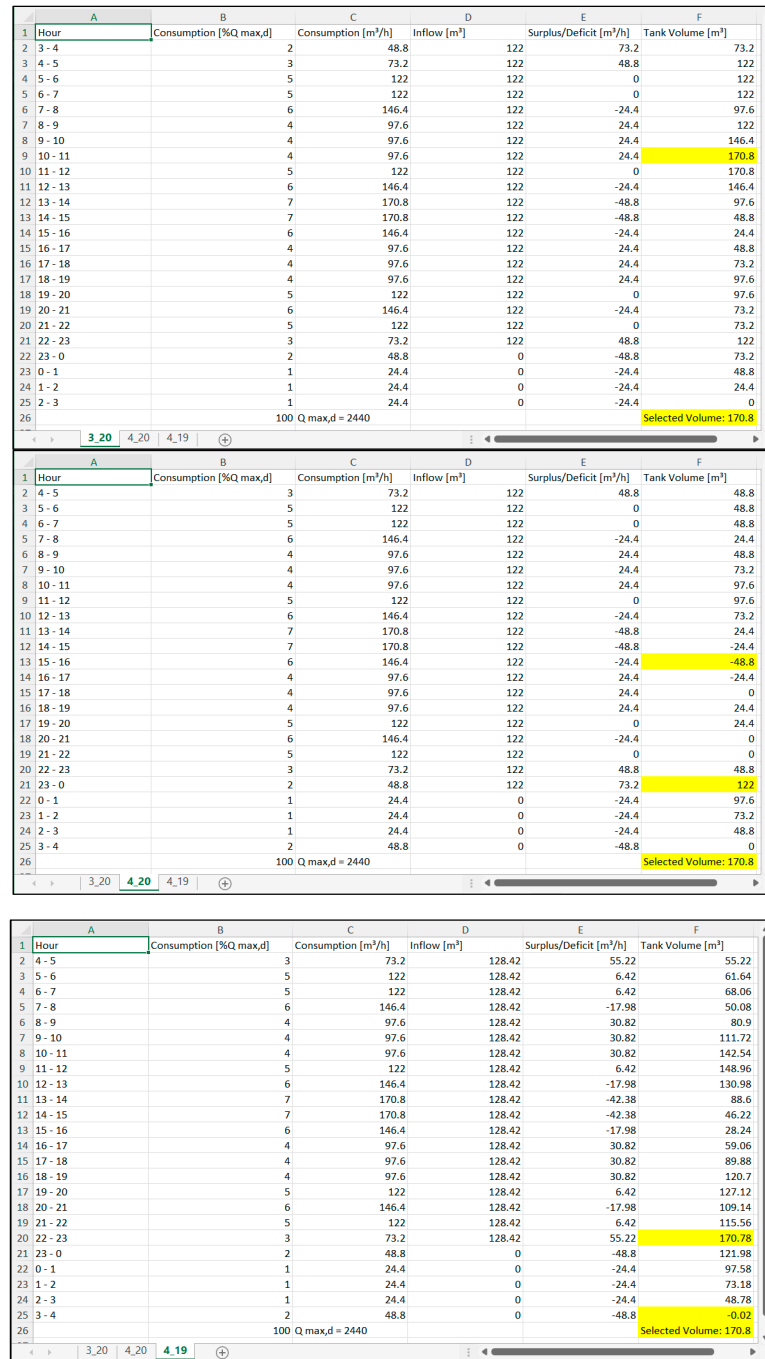 A B C D E F
1 Hour Consumption [%Q max,d] Consumption [m³/h] Inflow [m³] Surplus/Deficit [m³/h] Tank Volume [m³]
2 3 - 4 2 48.8 122 73.2 73.2
3 4 - 5 3 73.2 122 48.8 122
4 5 - 6 5 122 122 0 122
5 6 - 7 5 122 122 0 122
6 7 - 8 6 146.4 122 -24.4 97.6
7 8 - 9 4 97.6 122 24.4 122
8 9 - 10 4 97.6 122 24.4 146.4
9 10 - 11 4 97.6 122 24.4 170.8
10 11 - 12 5 122 122 0 170.8
11 12 - 13 6 146.4 122 -24.4 146.4
12 13 - 14 7 170.8 122 -48.8 97.6
13 14 - 15 7 170.8 122 -48.8 48.8
14 15 - 16 6 146.4 122 -24.4 24.4
15 16 - 17 4 97.6 122 24.4 48.8
16 17 - 18 4 97.6 122 24.4 73.2
17 18 - 19 4 97.6 122 24.4 97.6
18 19 - 20 5 122 122 0 97.6
19 20 - 21 6 146.4 122 -24.4 73.2
20 21 - 22 5 122 122 0 73.2
21 22 - 23 3 73.2 122 48.8 122
22 23 - 0 2 48.8 0 -48.8 73.2
23 0 - 1 1 24.4 0 -24.4 48.8
24 1 - 2 1 24.4 0 -24.4 24.4
25 2 - 3 1 24.4 0 -24.4 0
26 100 Q max,d = 2440 Selected Volume: 170.8
3_20 4_20 4_19
A B C D E F
1 Hour Consumption [%Q max,d] Consumption [m³/h] Inflow [m³] Surplus/Deficit [m³/h] Tank Volume [m³]
2 4 - 5 3 73.2 122 48.8 48.8
3 5 - 6 5 122 122 0 48.8
4 6 - 7 5 122 122 0 48.8
5 7 - 8 6 146.4 122 -24.4 24.4
6 8 - 9 4 97.6 122 24.4 48.8
7 9 - 10 4 97.6 122 24.4 73.2
8 10 - 11 4 97.6 122 24.4 97.6
9 11 - 12 5 122 122 0 97.6
10 12 - 13 6 146.4 122 -24.4 73.2
11 13 - 14 7 170.8 122 -48.8 24.4
12 14 - 15 7 170.8 122 -48.8 -24.4
13 15 - 16 6 146.4 122 -24.4 -48.8
14 16 - 17 4 97.6 122 24.4 -24.4
15 17 - 18 4 97.6 122 24.4 0
16 18 - 19 4 97.6 122 24.4 24.4
17 19 - 20 5 122 122 0 24.4
18 20 - 21 6 146.4 122 -24.4 0
19 21 - 22 5 122 122 0 0
20 22 - 23 3 73.2 122 48.8 48.8
21 23 - 0 2 48.8 122 73.2 122
22 0 - 1 1 24.4 0 -24.4 97.6
23 1 - 2 1 24.4 0 -24.4 73.2
24 2 - 3 1 24.4 0 -24.4 48.8
25 3 - 4 2 48.8 0 -48.8 0
26 100 Q max,d = 2440 Selected Volume: 170.8
3_20 4_20 4_19
A B C D E F
1 Hour Consumption [%Q max,d] Consumption [m³/h] Inflow [m³] Surplus/Deficit [m³/h] Tank Volume [m³]
2 4 - 5 3 73.2 128.42 55.22 55.22
3 5 - 6 5 122 128.42 6.42 61.64
4 6 - 7 5 122 128.42 6.42 68.06
5 7 - 8 6 146.4 128.42 -17.98 50.08
6 8 - 9 4 97.6 128.42 30.82 80.9
7 9 - 10 4 97.6 128.42 30.82 111.72
8 10 - 11 4 97.6 128.42 30.82 142.54
9 11 - 12 5 122 128.42 6.42 148.96
10 12 - 13 6 146.4 128.42 -17.98 130.98
11 13 - 14 7 170.8 128.42 -42.38 88.6
12 14 - 15 7 170.8 128.42 -42.38 46.22
13 15 - 16 6 146.4 128.42 -17.98 28.24
14 16 - 17 4 97.6 128.42 30.82 59.06
15 17 - 18 4 97.6 128.42 30.82 89.88
16 18 - 19 4 97.6 128.42 30.82 120.7
17 19 - 20 5 122 128.42 6.42 127.12
18 20 - 21 6 146.4 128.42 -17.98 109.14
19 21 - 22 5 122 128.42 6.42 115.56
20 22 - 23 3 73.2 128.42 55.22 170.78
21 23 - 0 2 48.8 0 -48.8 121.98
22 0 - 1 1 24.4 0 -24.4 97.58
23 1 - 2 1 24.4 0 -24.4 73.18
24 2 - 3 1 24.4 0 -24.4 48.78
25 3 - 4 2 48.8 0 -48.8 -0.02
26 100 Q max,d = 2440 Selected Volume: 170.8
3_20 4_20 4_19